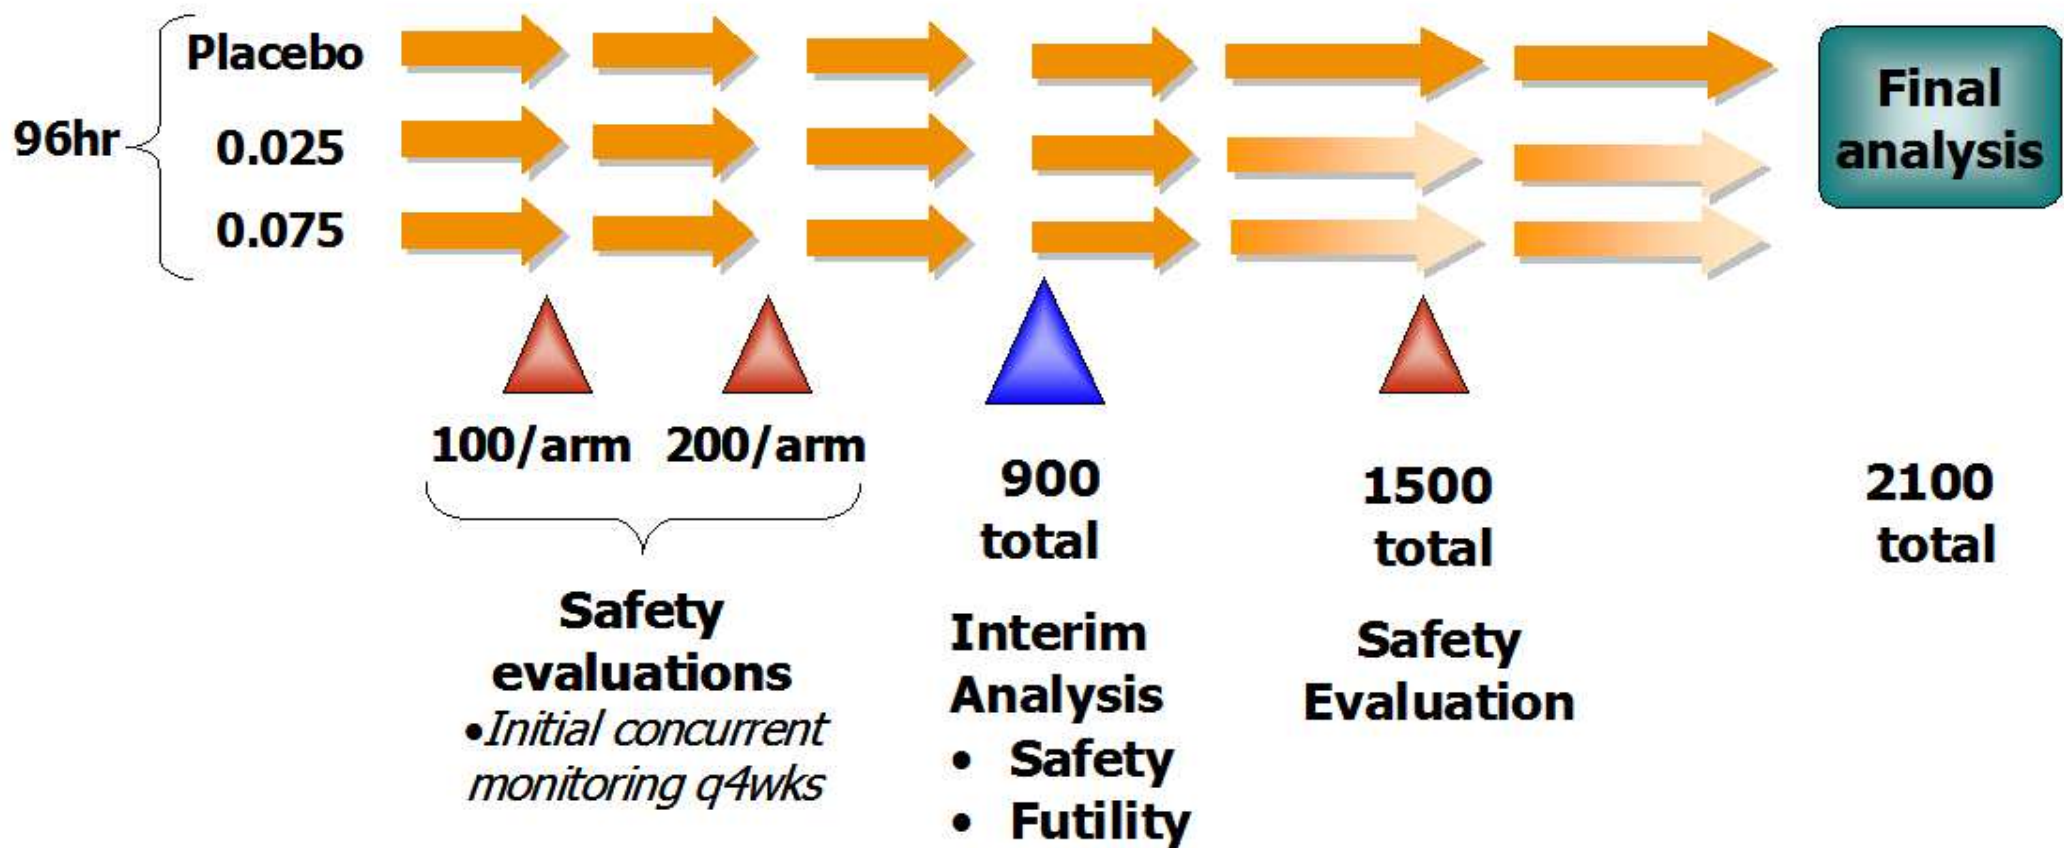 96hr
Placebo
0.025
0.075
Final
analysis
100/arm
200/arm
Safety
evaluations
•Initial concurrent
monitoring q4wks
900
total
Interim
Analysis
• Safety
• Futility
1500
total
Safety
Evaluation
2100
total